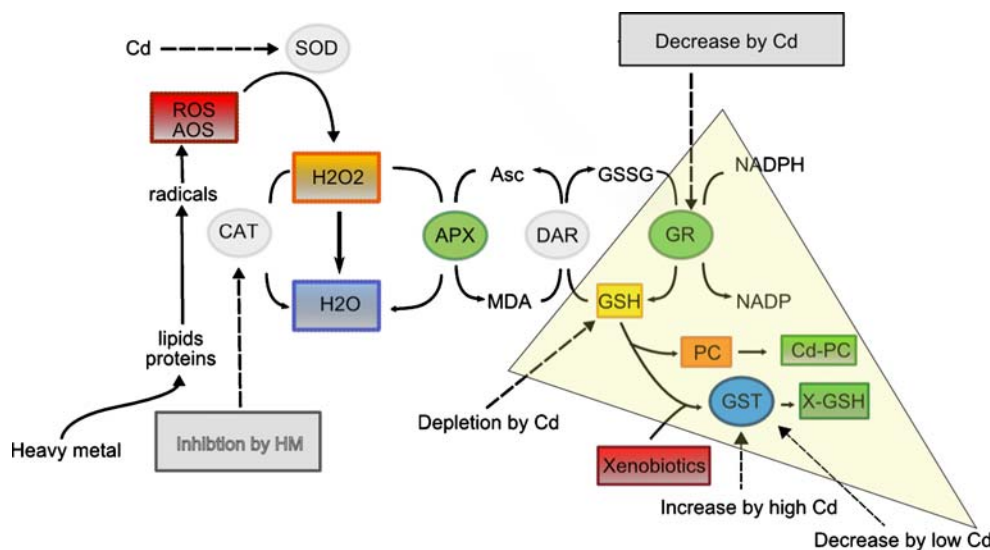 Decrease by Cd
Cd
SOD
ROS
AOS
radicals
H2O2
Asc
GSSG
NADPH
CAT
APX
DAR
GR
H2O
MDA
GSH
NADP
lipids
proteins
PC
Cd-PC
GST
X-GSH
Depletion by Cd
Heavy metal
Inhibtion by HM
Xenobiotics
Increase by high Cd
Decrease by low Cd